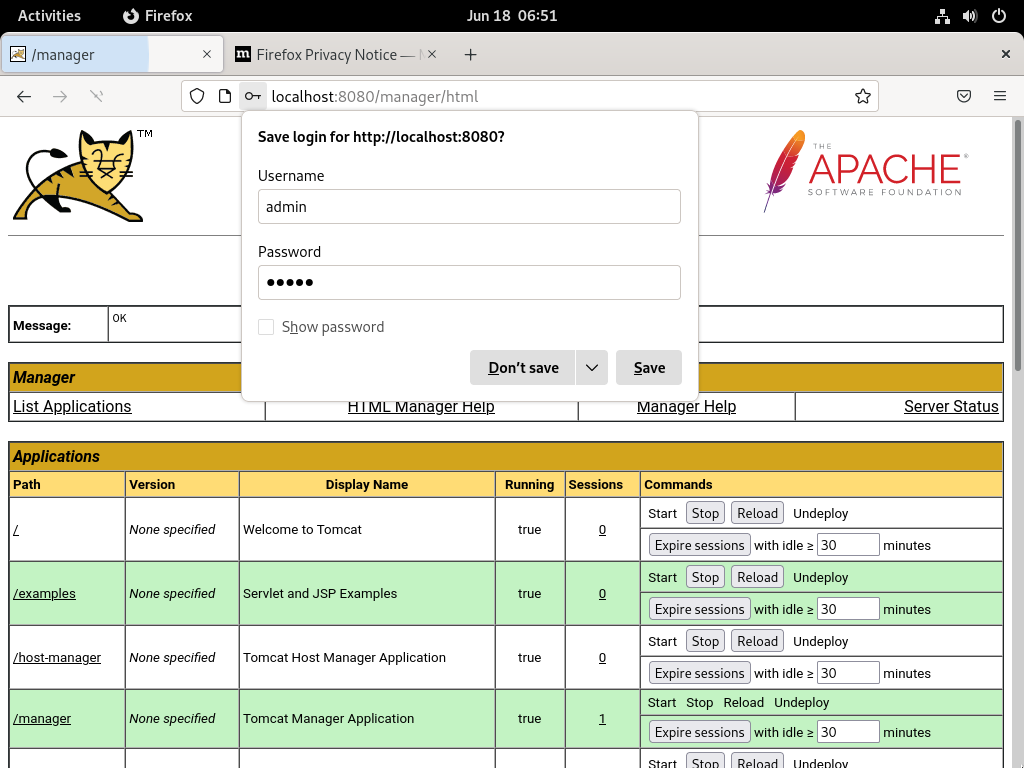 Activities Firefox Jun 18 06:51
/manager Firefox Privacy Notice — M
localhost:8080/manager/html
TM
THE
APACHE®
SOFTWARE FOUNDATION
Save login for http://localhost:8080?
Username
admin
Password
Show password
Don't save Save
Message: OK
Manager
List Applications HTML Manager Help Manager Help Server Status
Applications
Path Version Display Name Running Sessions Commands
/ None specified Welcome to Tomcat true 0 Start Stop Reload Undeploy
Expire sessions with idle ≥ 30 minutes
/examples None specified Servlet and JSP Examples true 0 Start Stop Reload Undeploy
Expire sessions with idle ≥ 30 minutes
/host-manager None specified Tomcat Host Manager Application true 0 Start Stop Reload Undeploy
Expire sessions with idle ≥ 30 minutes
/manager None specified Tomcat Manager Application true 1 Start Stop Reload Undeploy
Expire sessions with idle ≥ 30 minutes
Start Stop Reload Undeploy